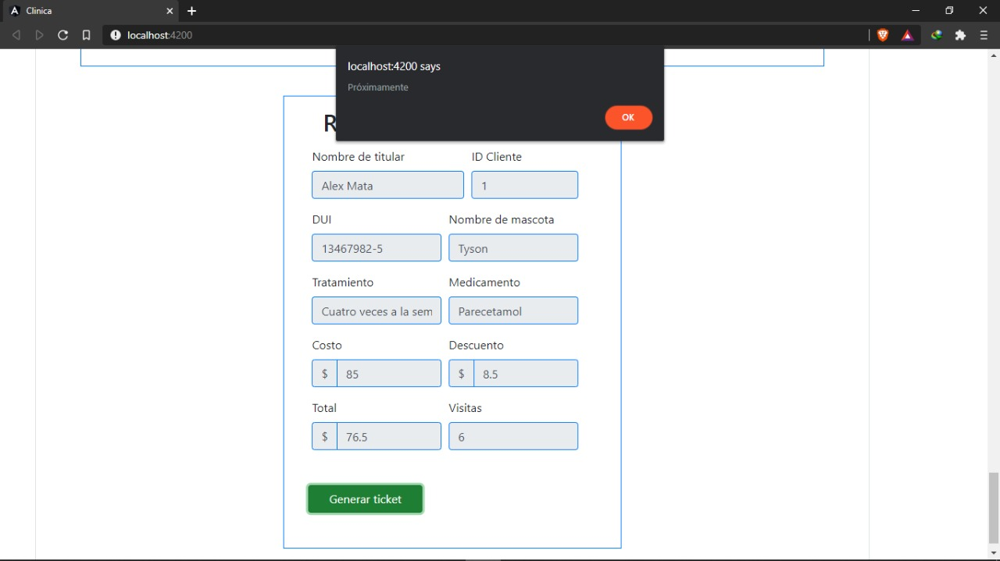 Clinica
localhost:4200
localhost:4200 says
Próximamente
OK
R
Nombre de titular ID Cliente
Alex Mata 1
DUI Nombre de mascota
13467982-5 Tyson
Tratamiento Medicamento
Cuatro veces a la sem Parecetamol
Costo Descuento
$ 85 $ 8.5
Total Visitas
$ 76.5 6
Generar ticket